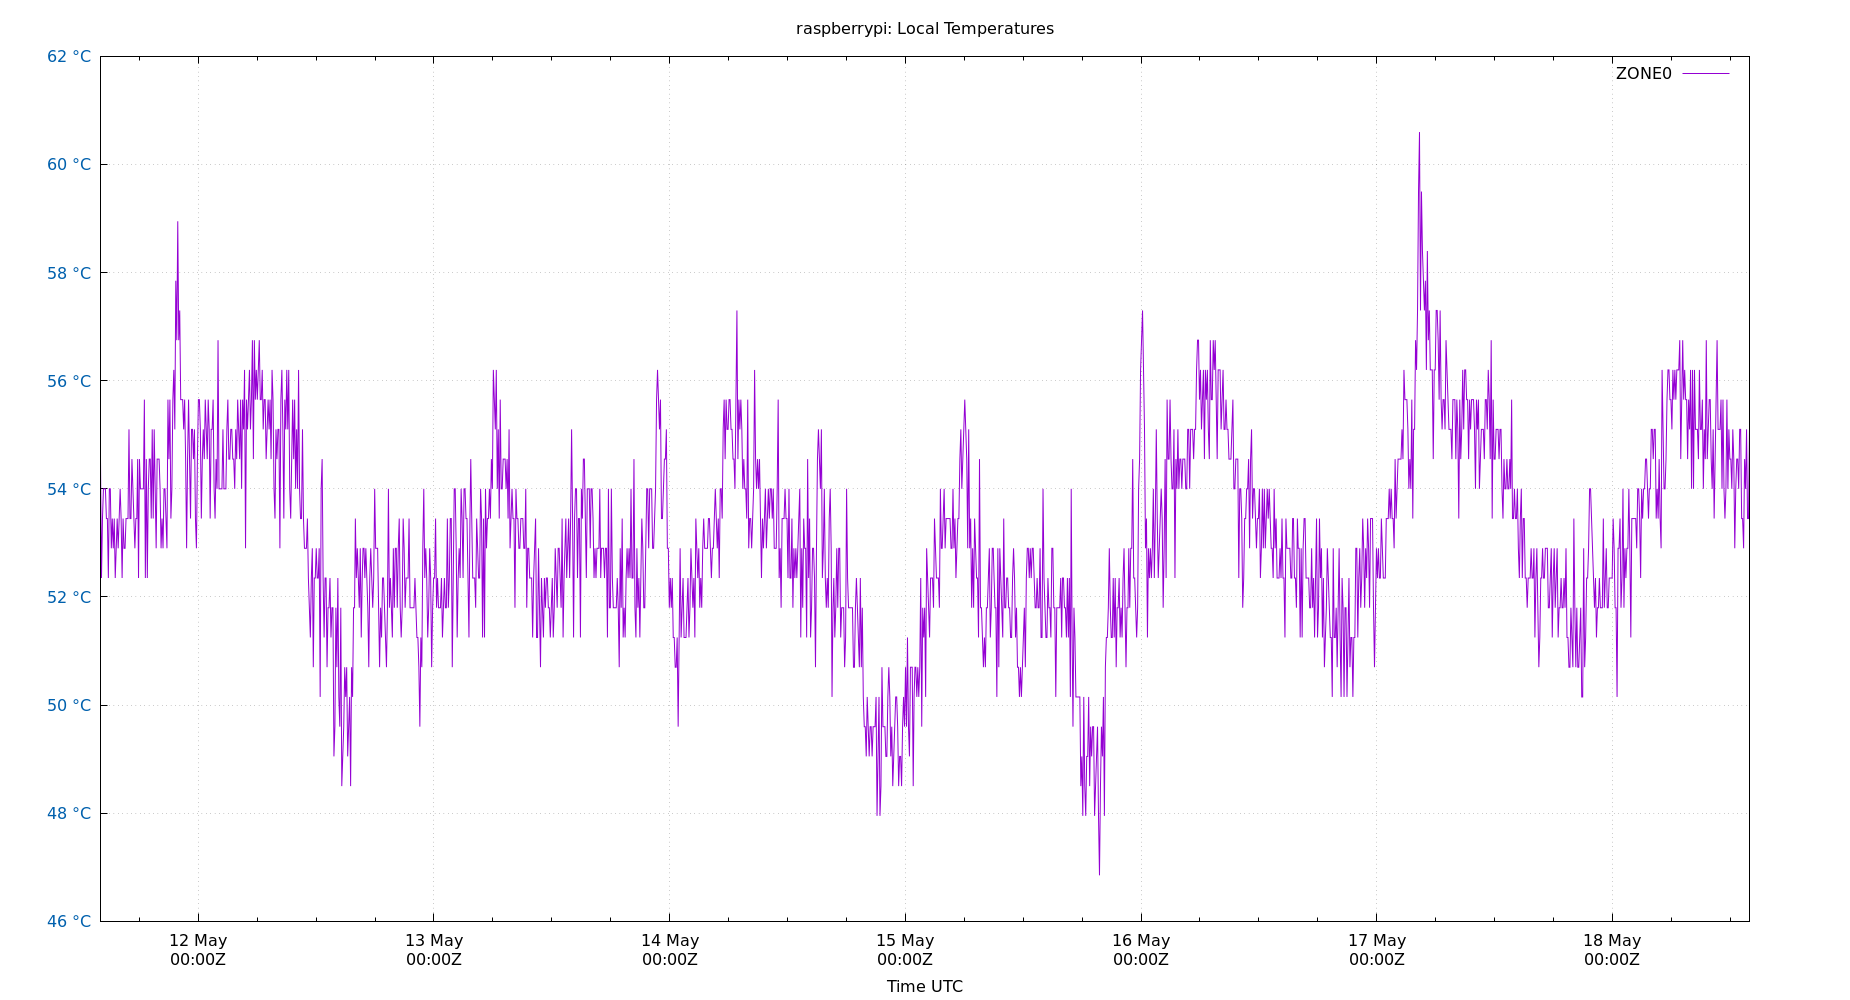 raspberrypi: Local Temperatures
ZONE0
62 °C
60 °C
58 °C
56 °C
54 °C
52 °C
50 °C
48 °C
46 °C
12 May 13 May 14 May 15 May 16 May 17 May 18 May
00:00Z 00:00Z 00:00Z 00:00Z 00:00Z 00:00Z 00:00Z
Time UTC